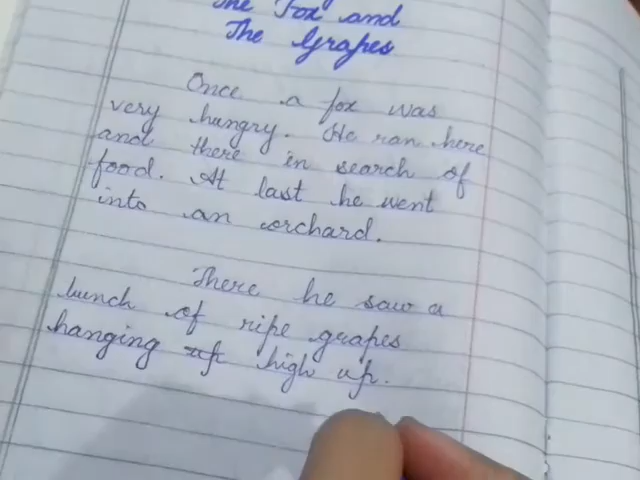 The Fox and
The Grapes
Once a fox was
very hungry. He ran here
and there in search of
food. At last he went
into an orchard.
There he saw a
bunch of ripe grapes
hanging up high up.